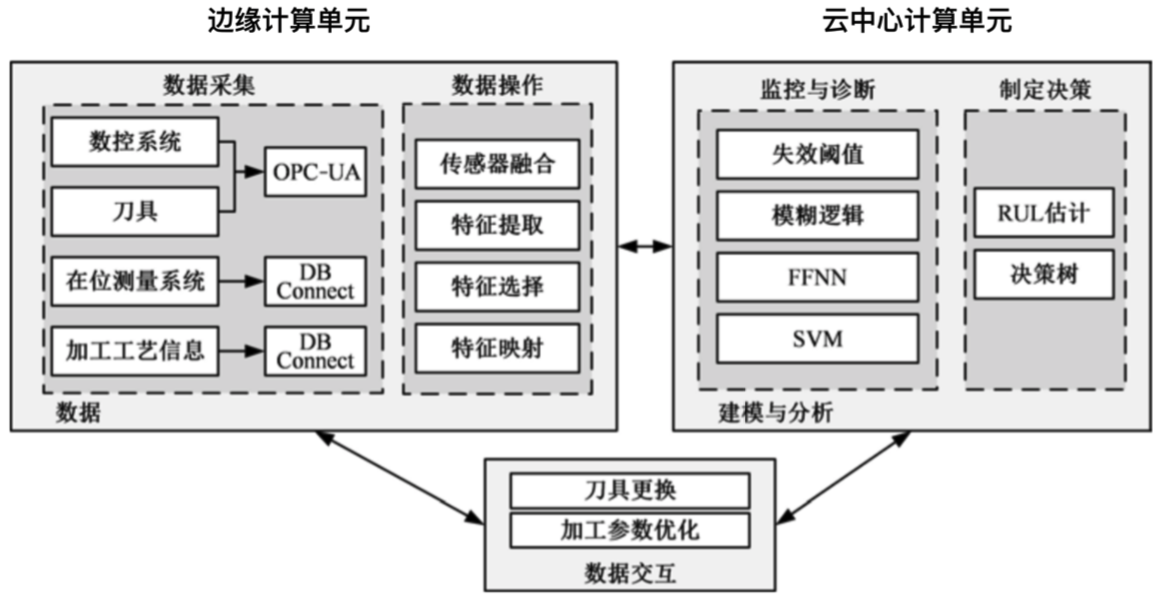 边缘计算单元
云中心计算单元
数据采集
数据操作
数控系统
刀具
OPC-UA
在位测量系统
DB
Connect
加工工艺信息
DB
Connect
传感器融合
特征提取
特征选择
特征映射
数据
监控与诊断
制定决策
失效阈值
模糊逻辑
FFNN
SVM
RUL估计
决策树
建模与分析
刀具更换
加工参数优化
数据交互